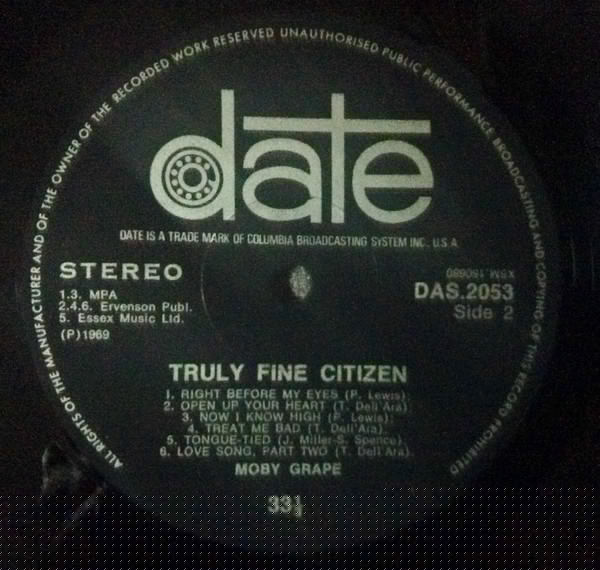 ALL RIGHTS OF THE MANUFACTURER AND OF THE OWNER OF THE RECORDED WORK RESERVED UNAUTHORISED PUBLIC PERFORMANCE BROADCASTING AND COPYING OF THIS RECORD PROHIBITED
date
DATE IS A TRADE MARK OF COLUMBIA BROADCASTING SYSTEM INC. U.S.A
STEREO
1.3. MPA
2.4.6. Ervenson Publ.
5. Essex Music Ltd.
(P)1969
DAS.2053
Side 2
TRULY FINE CITIZEN
1. RIGHT BEFORE MY EYES (P. Lewis);
2. OPEN UP YOUR HEART (T. Dell'Ara);
3. NOW I KNOW HIGH (P. Lewis);
4. TREAT ME BAD (T. Dell'Ara);
5. TONGUE-TIED (J. Miller-S. Spence);
6. LOVE SONG, PART TWO (T. Dell'Ara).
MOBY GRAPE
33⅓